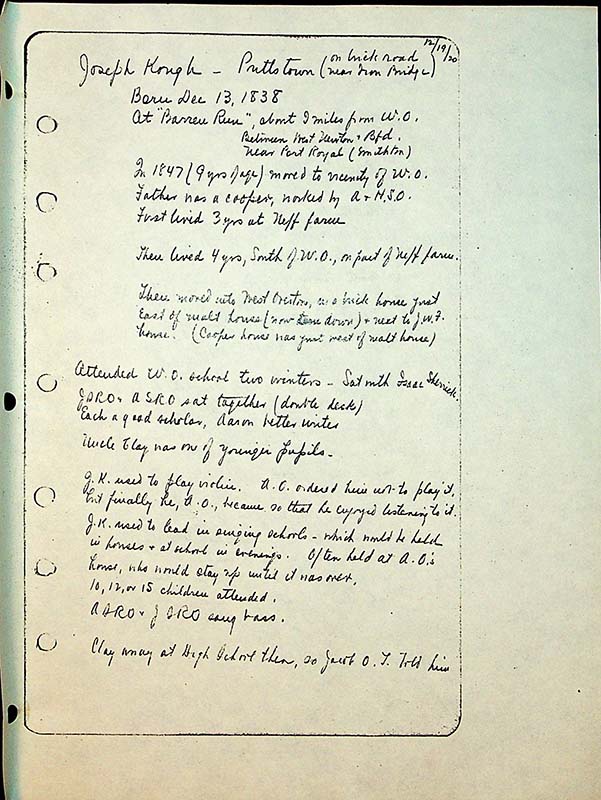 12/19/20
Joseph Hough - Pruttstown (on brick road near Iron Bridge)
Born Dec 13, 1838
At "Barren Run", about 9 miles from W.O.
Between West Newton & Bfd.
Near Port Royal (Smithton)
In 1847 (9 yrs of age) moved to vicinity of W.O.
Father was a cooper, worked by A & H.S.O.
First lived 3 yrs at Neff farm
Then lived 4 yrs, South of W.O., on part of Neff farm.
Then moved into West Overton, in a brick house just
East of malt house (now torn down) & next to J.W.F.
house. (Cooper house was just west of malt house)
Attended W.O. school two winters - Sat with Isaac Sherrick.
JSRO & ASRO sat together (double desk)
Each a good scholar, Aaron better writer
Uncle Clay was one of younger pupils -
J.K. used to play violin. A.O. ordered him not to play it,
but finally he, A.O., became so that he enjoyed listening to it.
J.K. used to lead in singing schools - which would be held
in houses & at school in evenings. Often held at A.O.'s
house, who would stay up until it was over.
10, 12, or 15 children attended.
ASRO & JSRO sang bass.
Clay away at High School then, so Jacob O.T. told him